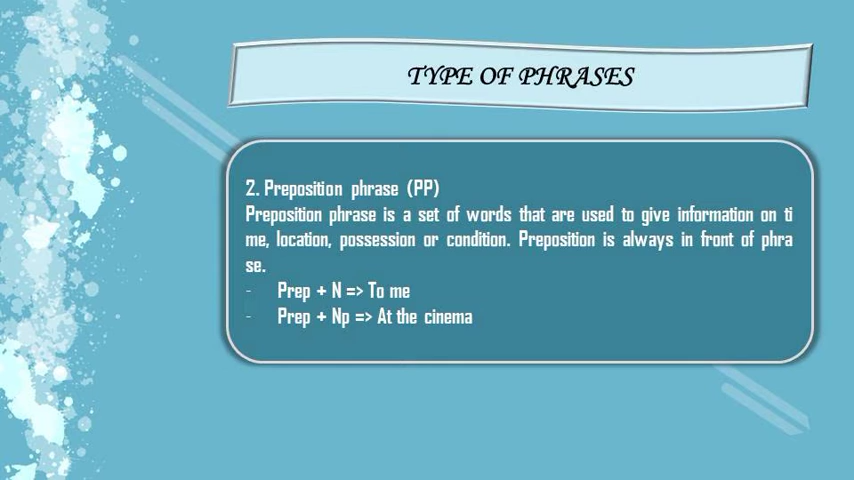 TYPE OF PHRASES
2. Preposition phrase (PP)
Preposition phrase is a set of words that are used to give information on ti
me, location, possession or condition. Preposition is always in front of phra
se.
- Prep + N => To me
- Prep + Np => At the cinema